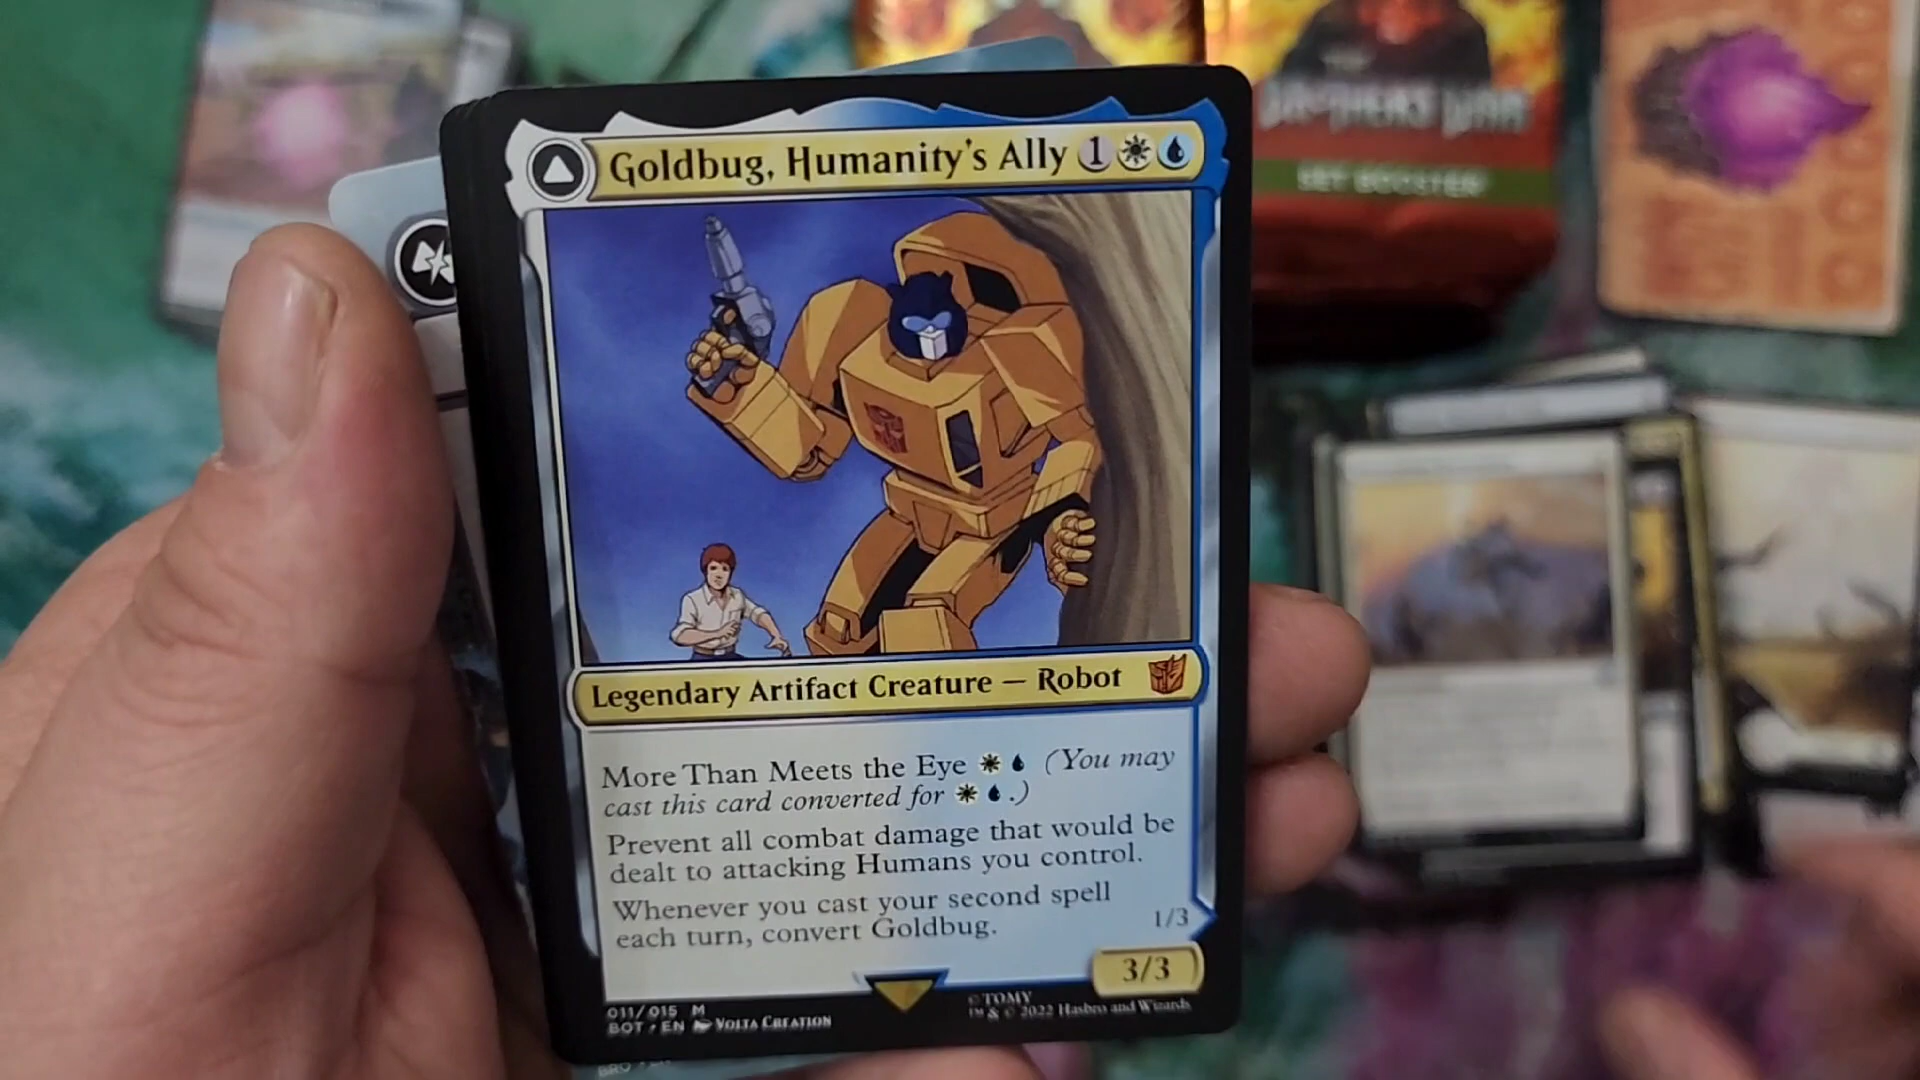 BROTHERS WAR
SET BOOSTER
Goldbug, Humanity's Ally 1
Legendary Artifact Creature — Robot
More Than Meets the Eye (You may
cast this card converted for .)
Prevent all combat damage that would be
dealt to attacking Humans you control.
Whenever you cast your second spell
each turn, convert Goldbug.
1/3
3/3
011/015 M
BOT • EN VOLTA CREATION
© TOMY
™ & © 2022 Hasbro and Wizards
BRO